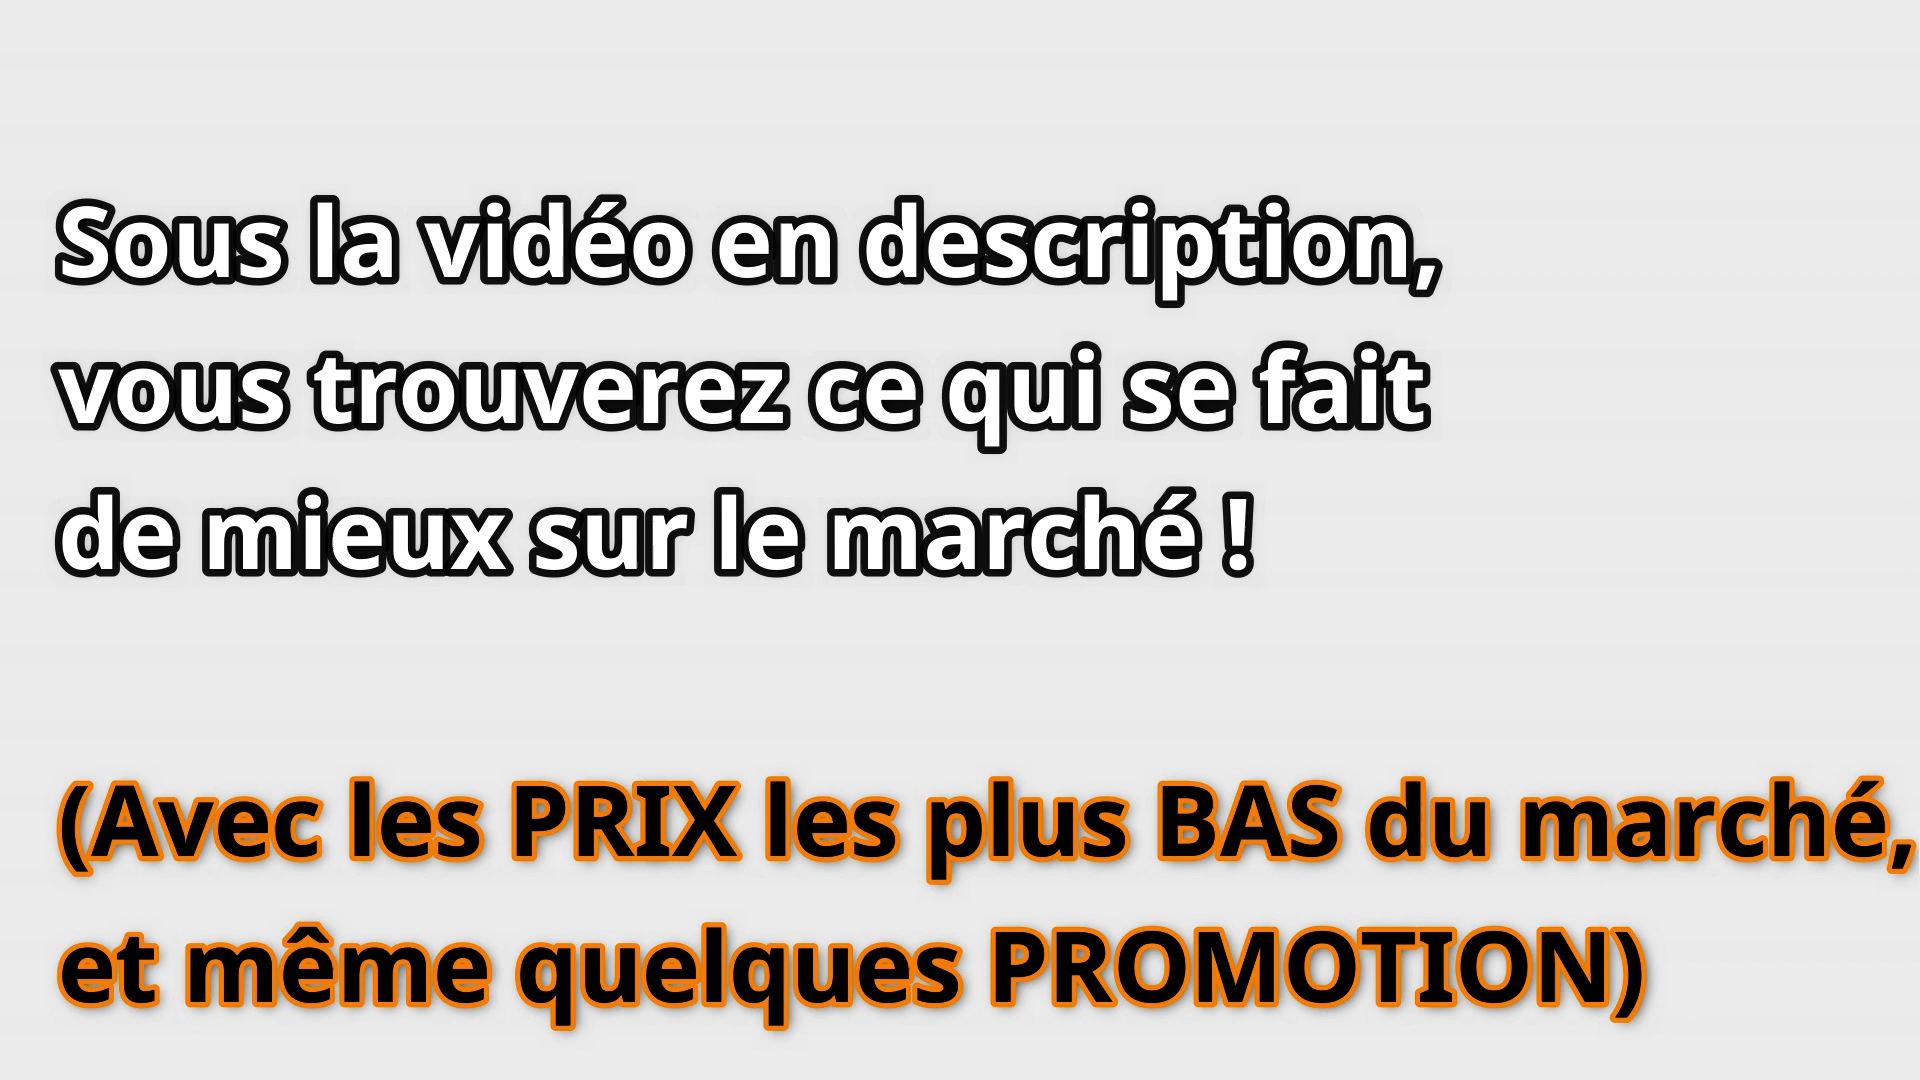 Sous la vidéo en description,
vous trouverez ce qui se fait
de mieux sur le marché !
(Avec les PRIX les plus BAS du marché,
et même quelques PROMOTION)